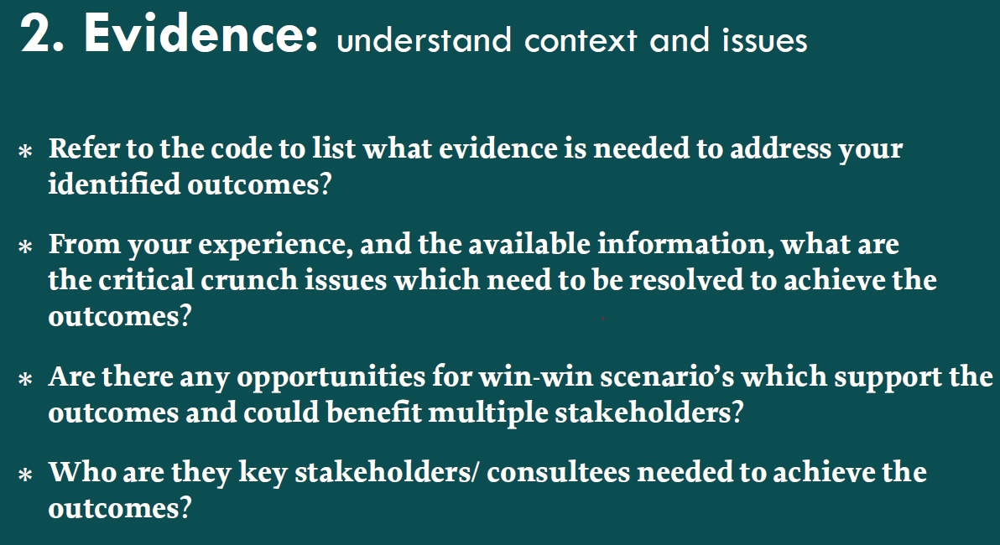 2. Evidence: understand context and issues
* Refer to the code to list what evidence is needed to address your
identified outcomes?
* From your experience, and the available information, what are
the critical crunch issues which need to be resolved to achieve the
outcomes?
* Are there any opportunities for win-win scenario’s which support the
outcomes and could benefit multiple stakeholders?
* Who are they key stakeholders/ consultees needed to achieve the
outcomes?